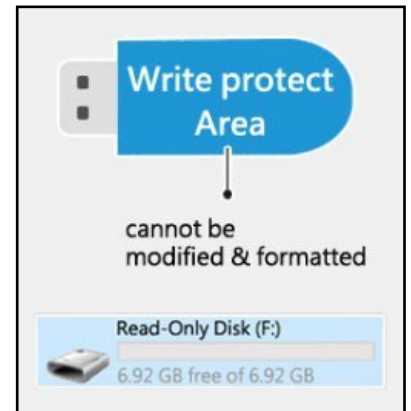 Write protect
Area
cannot be
modified & formatted
Read-Only Disk (F:)
6.92 GB free of 6.92 GB